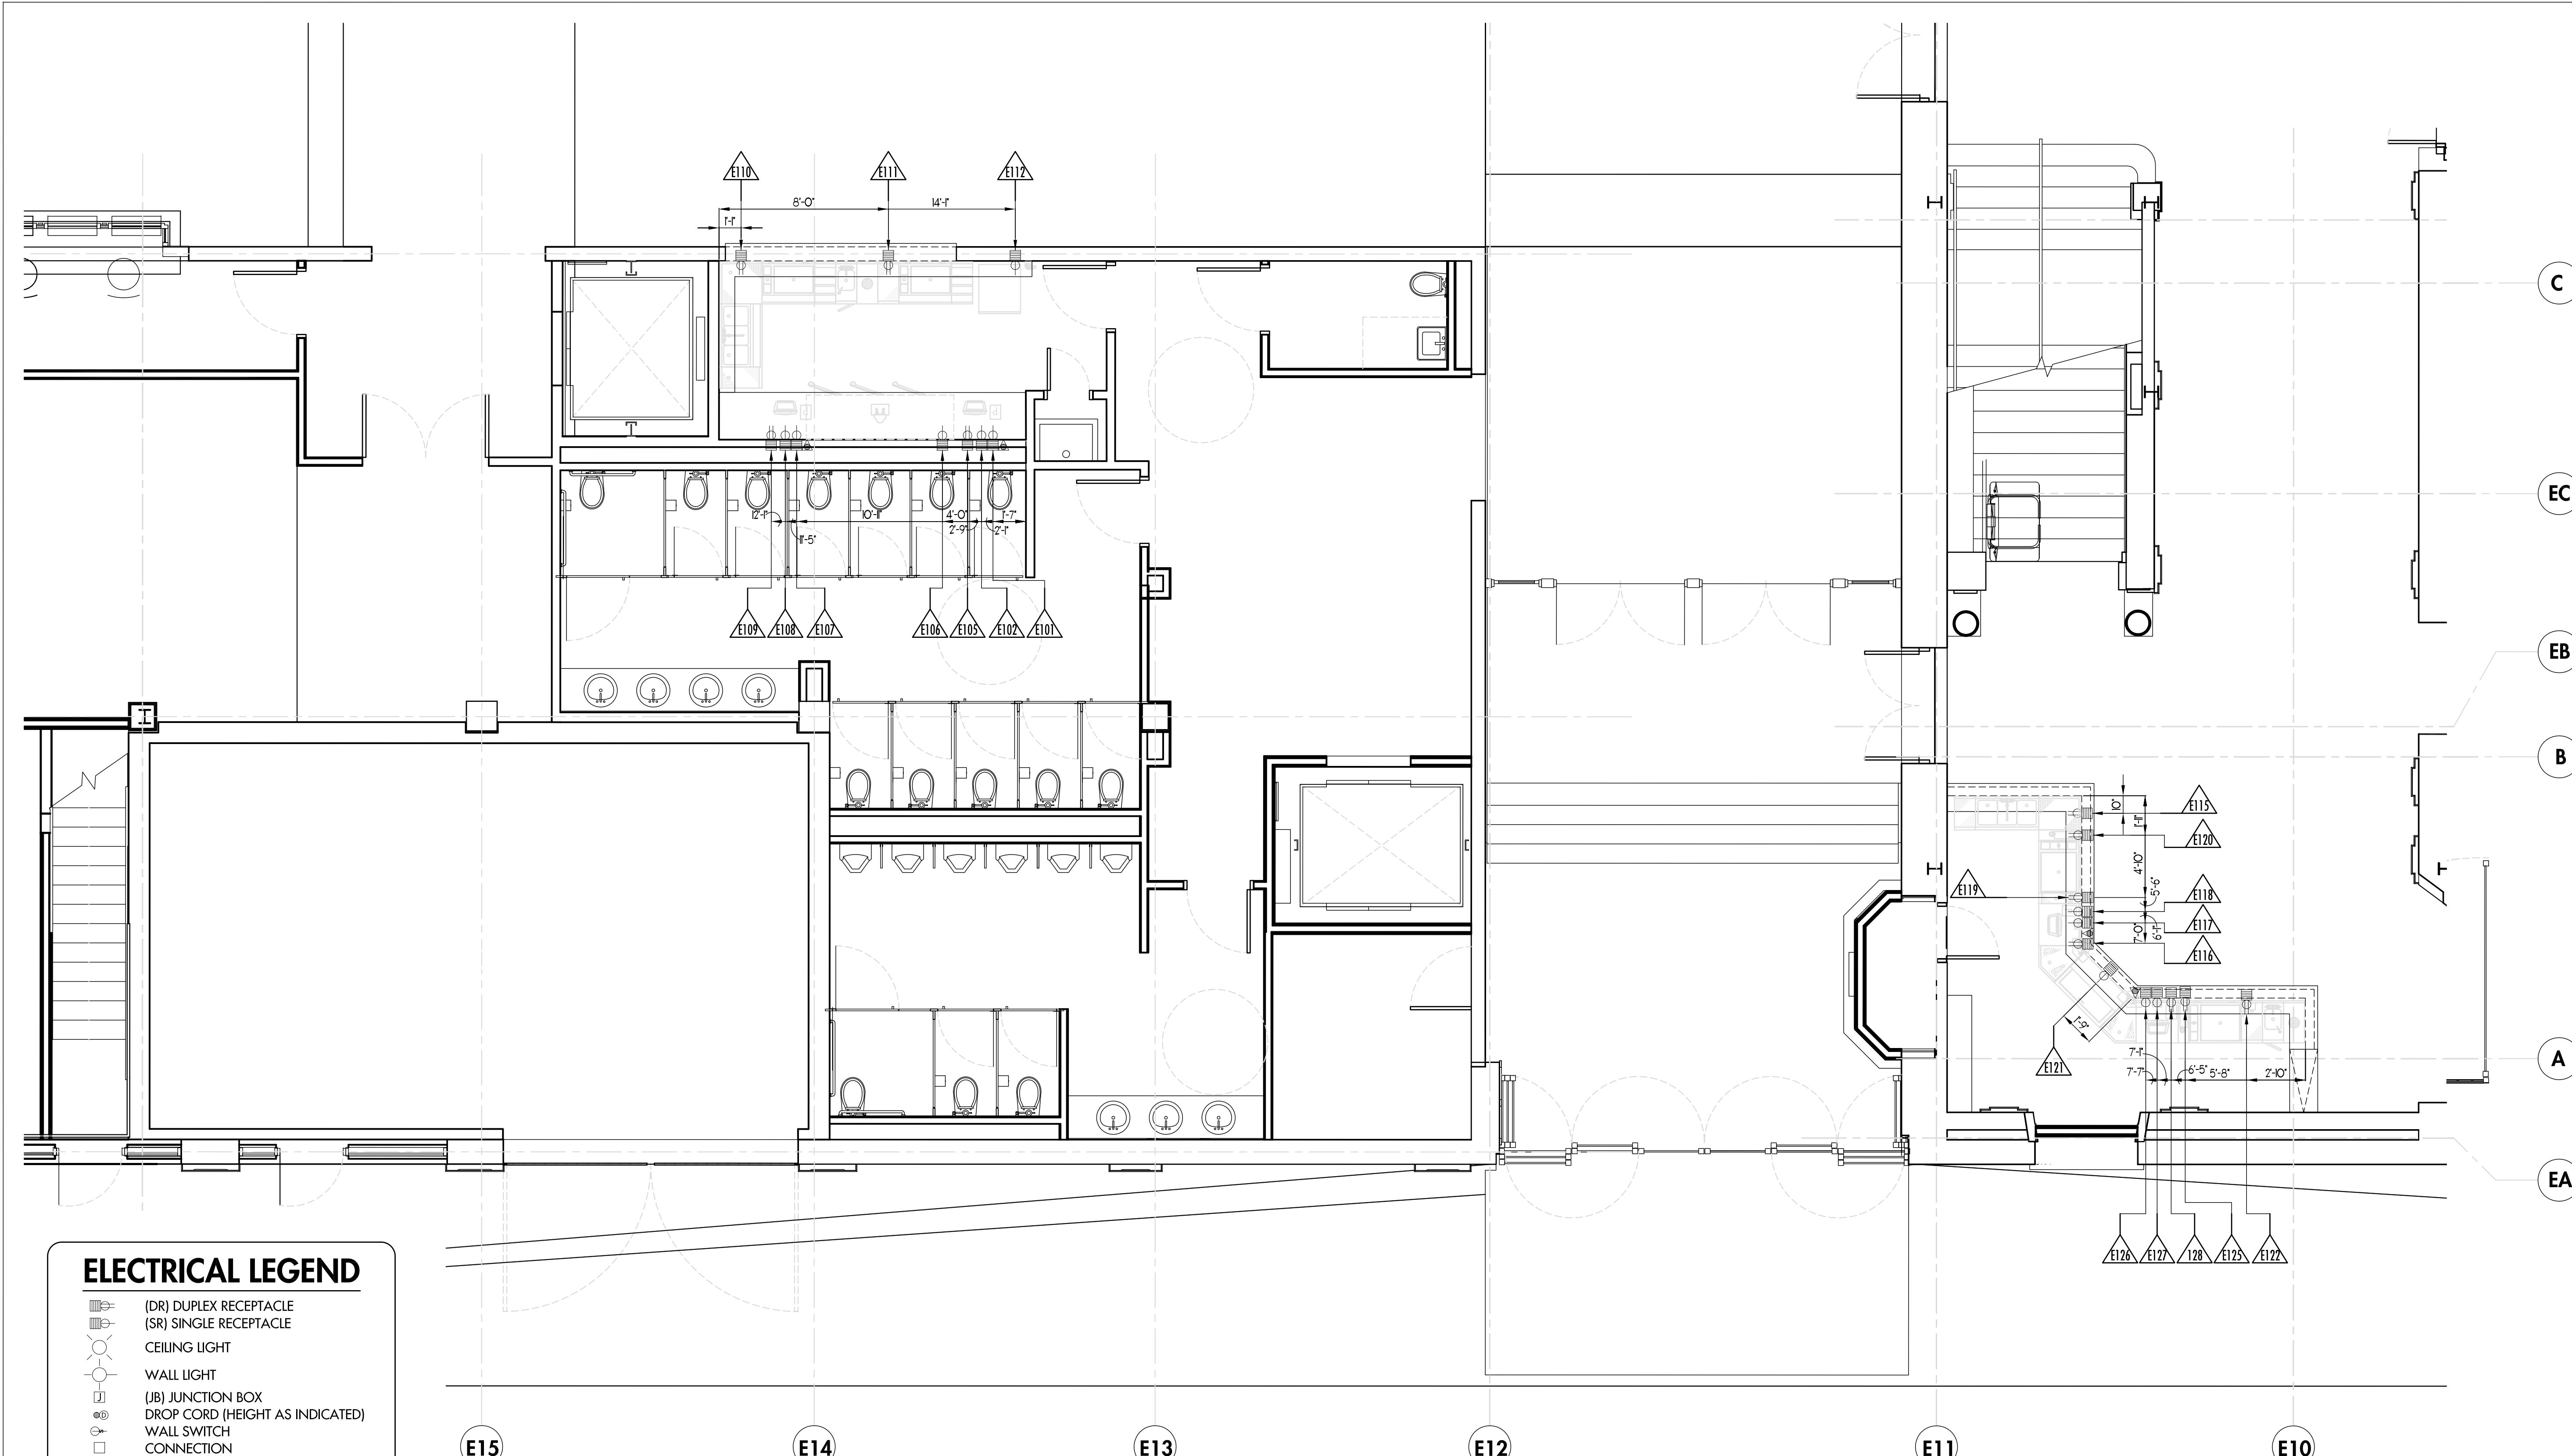 E110
E111
E112
8'-0"
14'-1"
1'-1"
C
EC
12'-1"
10'-11"
4'-0"
1'-7"
11'-5"
2'-9"
2'-1"
E109
E108
E107
E106
E105
E102
E101
EB
B
10"
E115
1'-11"
E120
4'-10"
E119
5'-6"
E118
E117
7'-0"
6'-1"
E116
1'-9"
E121
7'-1"
7'-7"
6'-5"
5'-8"
2'-10"
A
EA
E126
E127
128
E125
E122
ELECTRICAL LEGEND
(DR) DUPLEX RECEPTACLE
(SR) SINGLE RECEPTACLE
CEILING LIGHT
WALL LIGHT
J
(JB) JUNCTION BOX
D
DROP CORD (HEIGHT AS INDICATED)
WALL SWITCH
CONNECTION
E15
E14
E13
E12
E11
E10